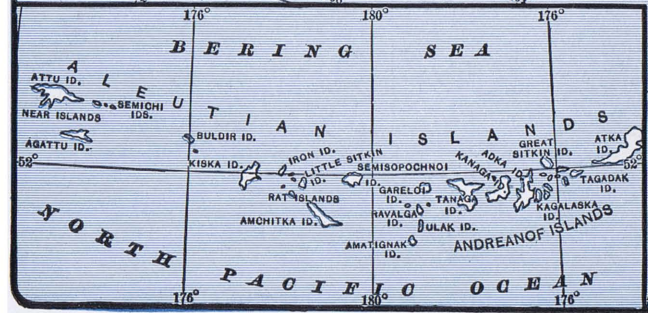 176°
180°
176°
BERING SEA
ALEUTIAN ISLANDS
ATTU ID.
SEMICHI
IDS.
NEAR ISLANDS
AGATTU ID.
BULDIR ID.
52°
KISKA ID.
IRON ID.
LITTLE SITKIN
ID.
SEMISOPOCHNOI
ID.
RAT ISLANDS
AMCHITKA ID.
GARELOI
ID.
RAVALGA
ID.
ULAK ID.
AMATIGNAK
ID.
TANAGA
ID.
KANAGA
ADKA ID.
GREAT
SITKIN ID.
ATKA
ID.
52°
TAGADAK
ID.
KAGALASKA
ID.
ANDREANOF ISLANDS
NORTH PACIFIC OCEAN
176°
180°
176°